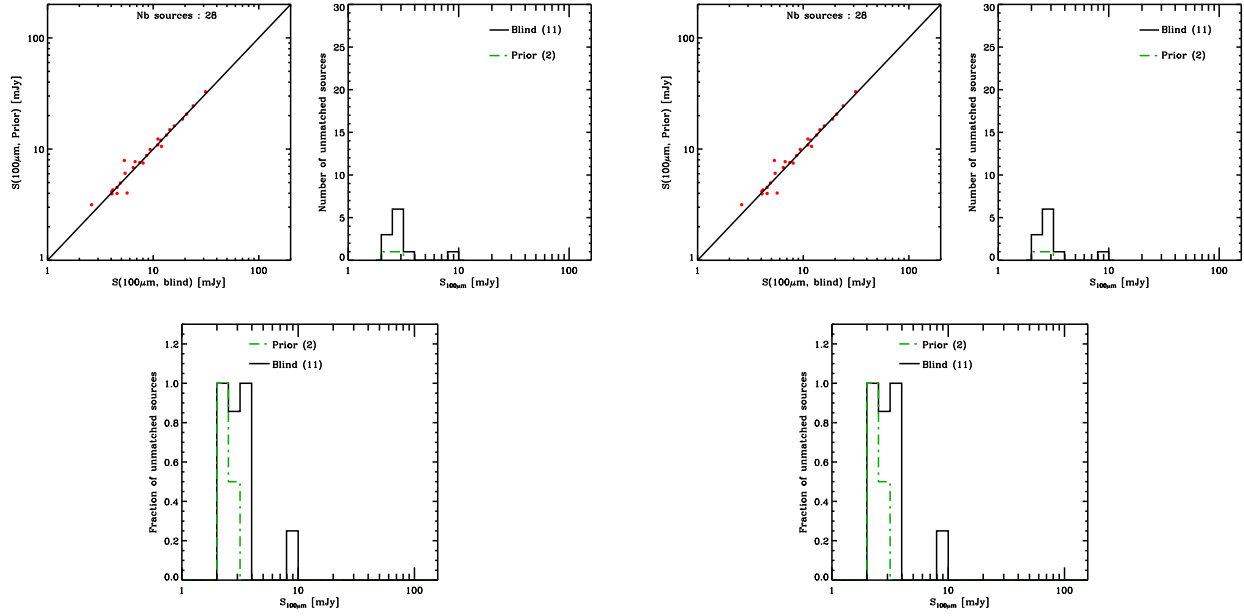 Nb sources : 28
200
100
10
1
1
10
100
S(100μm, Prior) [mJy]
S(100μm, blind) [mJy]
30
25
20
15
10
5
0
1
10
100
Number of unmatched sources
S100μm [mJy]
Blind (11)
Prior (2)
Nb sources : 28
100
10
1
1
10
100
S(100μm, Prior) [mJy]
S(100μm, blind) [mJy]
30
25
20
15
10
5
0
1
10
100
Number of unmatched sources
S100μm [mJy]
Blind (11)
Prior (2)
1.2
1.0
0.8
0.6
0.4
0.2
0.0
1
10
100
Fraction of unmatched sources
S100μm [mJy]
Prior (2)
Blind (11)
1.2
1.0
0.8
0.6
0.4
0.2
0.0
1
10
100
Fraction of unmatched sources
S100μm [mJy]
Prior (2)
Blind (11)